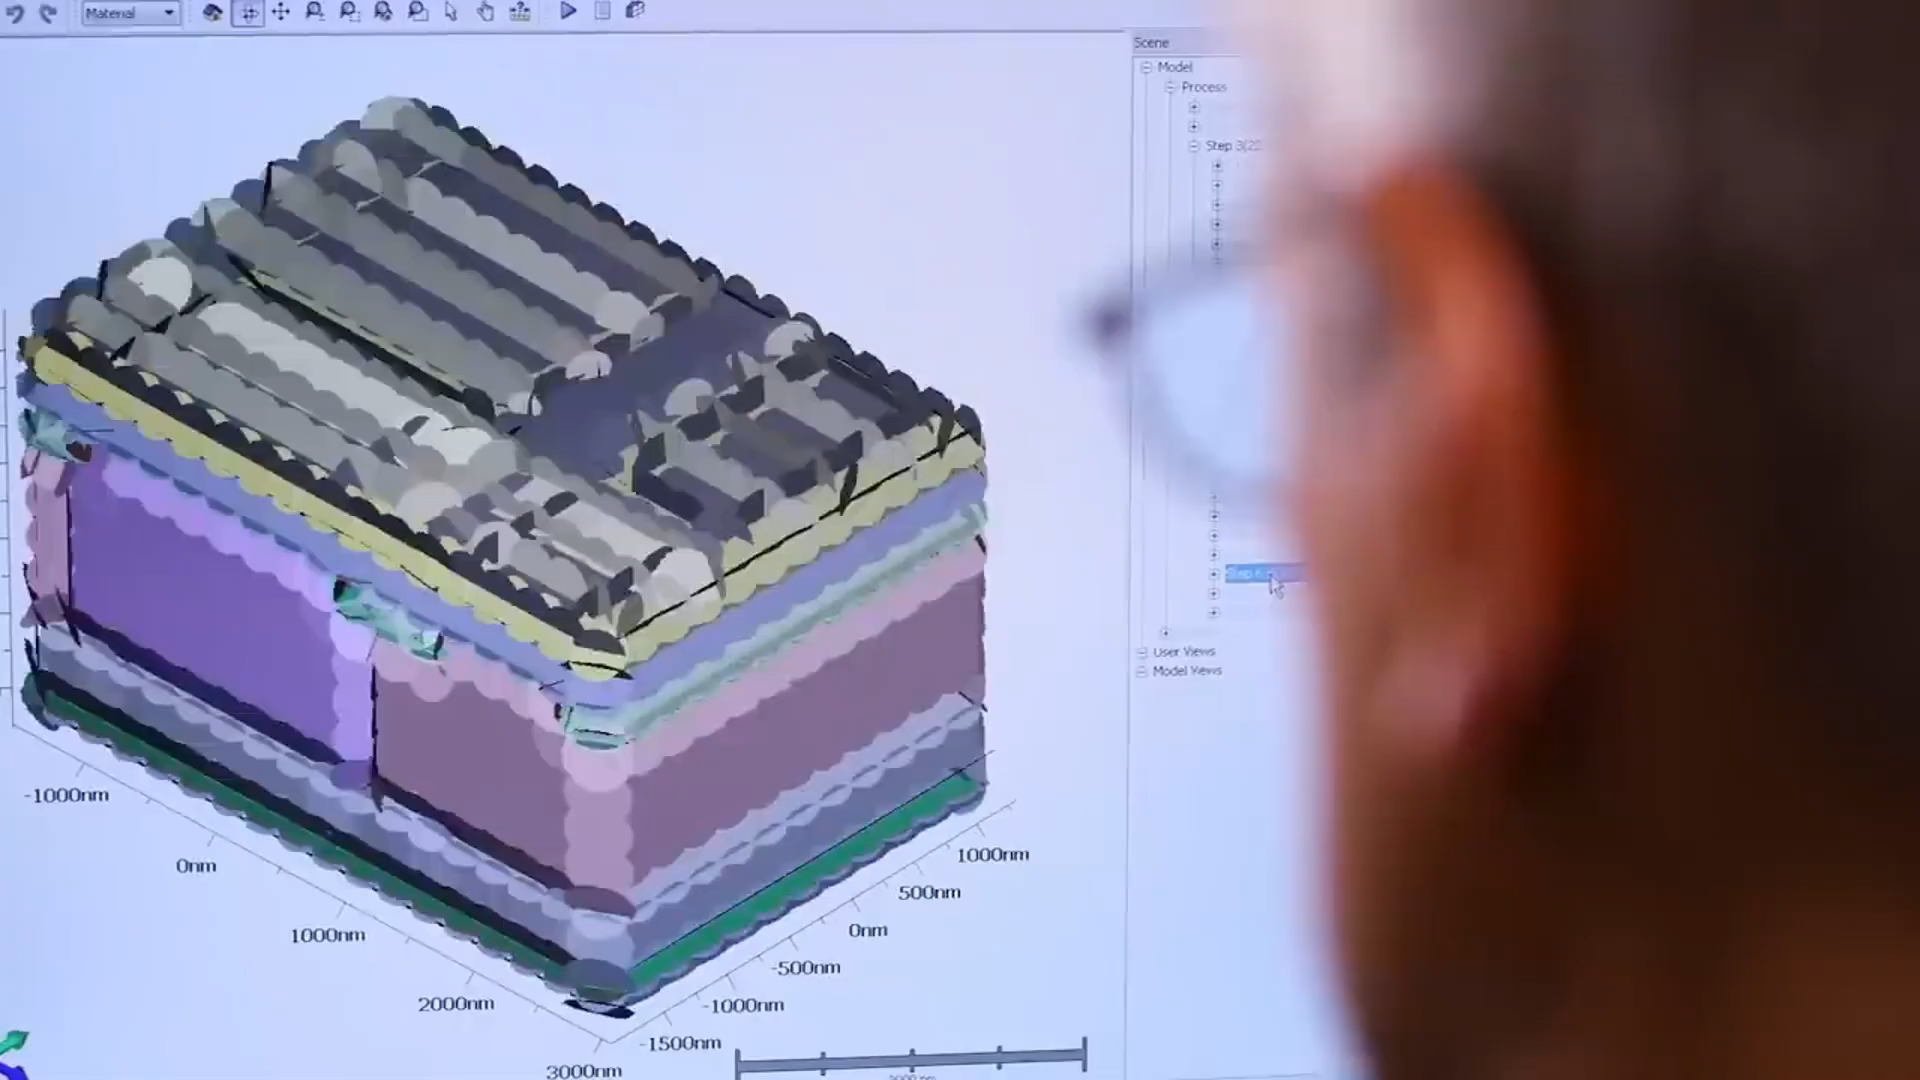 Material
Scene
Model
Process
Step 3(2
User Views
Model Views
-1000nm
0nm
1000nm
2000nm
3000nm
1000nm
500nm
0nm
-500nm
-1000nm
-1500nm